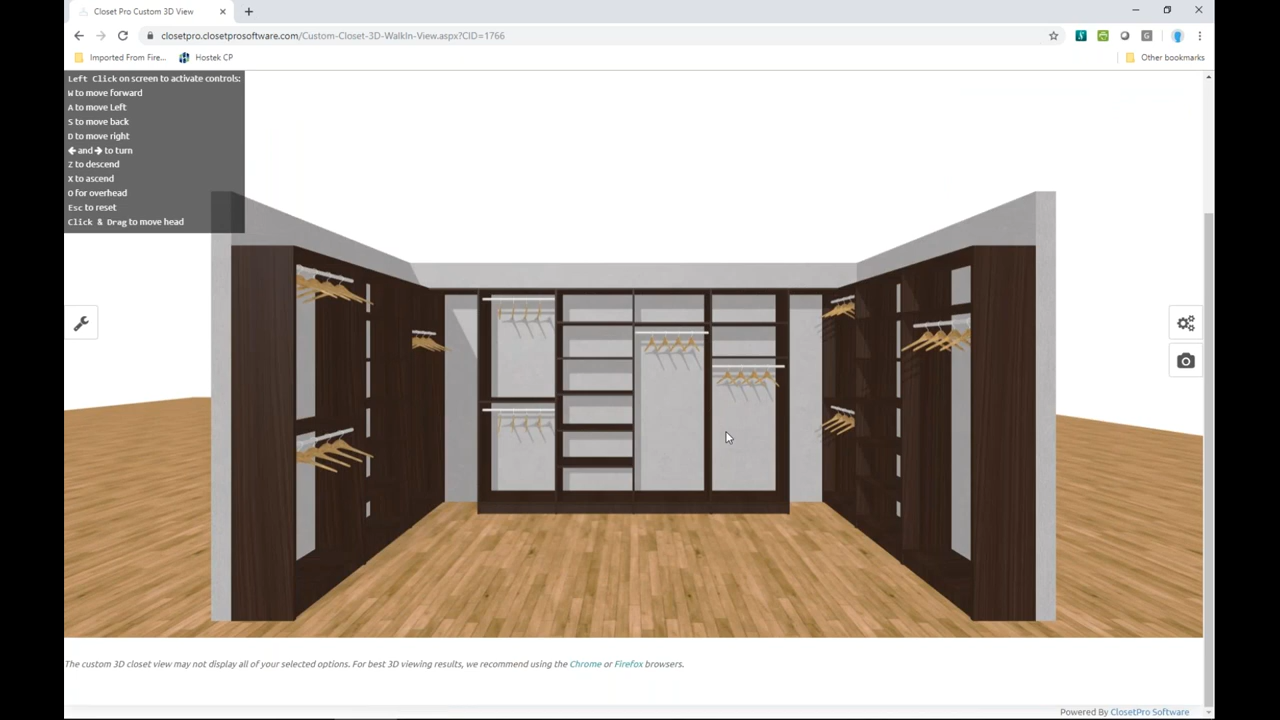 Closet Pro Custom 3D View
closetpro.closetprosoftware.com/Custom-Closet-3D-WalkIn-View.aspx?CID=1766
Imported From Fire... Hostek CP Other bookmarks
Left Click on screen to activate controls:
W to move forward
A to move Left
S to move back
D to move right
🡸 and 🡺 to turn
Z to descend
X to ascend
O for overhead
Esc to reset
Click & Drag to move head
The custom 3D closet view may not display all of your selected options. For best 3D viewing results, we recommend using the Chrome or Firefox browsers.
Powered By ClosetPro Software